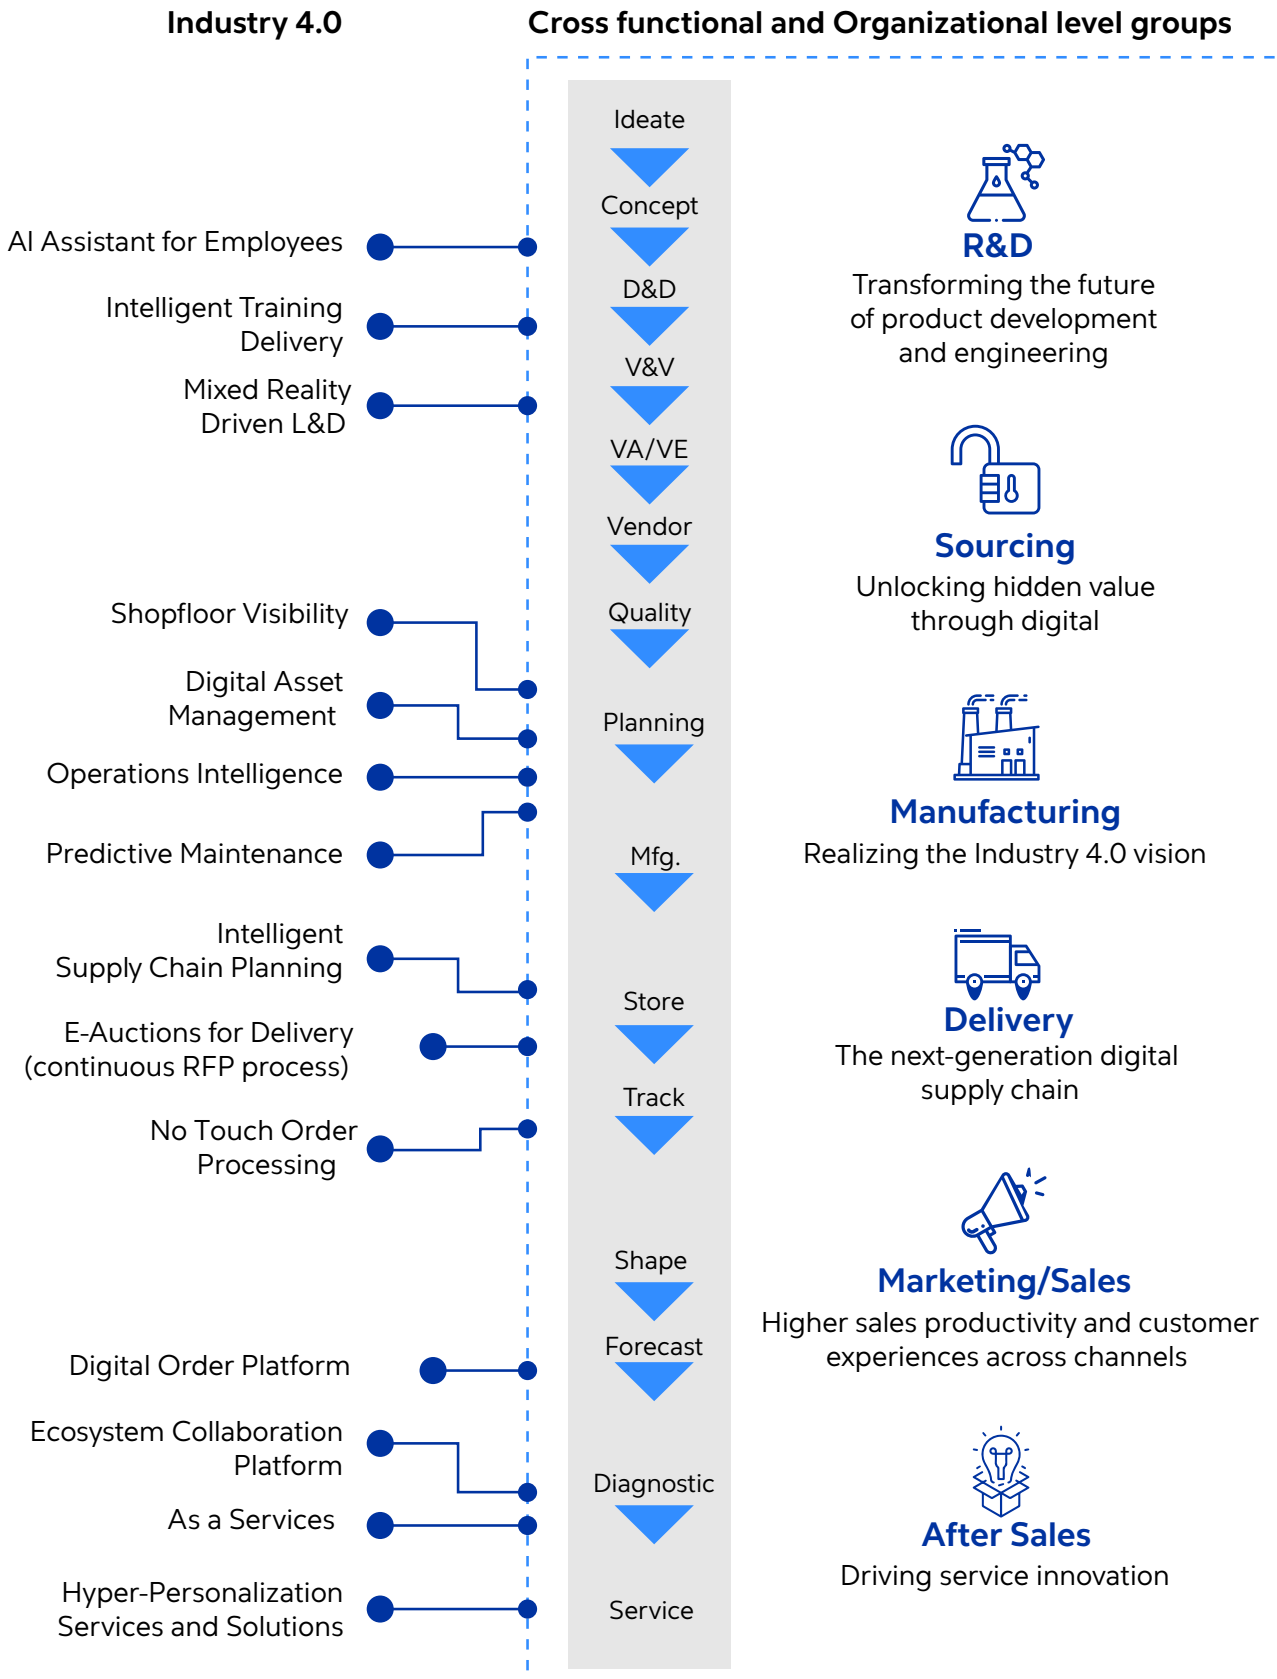 Industry 4.0
Cross functional and Organizational level groups
AI Assistant for Employees
Intelligent Training
Delivery
Mixed Reality
Driven L&D
Shopfloor Visibility
Digital Asset
Management
Operations Intelligence
Predictive Maintenance
Intelligent
Supply Chain Planning
E-Auctions for Delivery
(continuous RFP process)
No Touch Order
Processing
Digital Order Platform
Ecosystem Collaboration
Platform
As a Services
Hyper-Personalization
Services and Solutions
Ideate
Concept
D&D
V&V
VA/VE
Vendor
Quality
Planning
Mfg.
Store
Track
Shape
Forecast
Diagnostic
Service
R&D
Transforming the future
of product development
and engineering
Sourcing
Unlocking hidden value
through digital
Manufacturing
Realizing the Industry 4.0 vision
Delivery
The next-generation digital
supply chain
Marketing/Sales
Higher sales productivity and customer
experiences across channels
After Sales
Driving service innovation